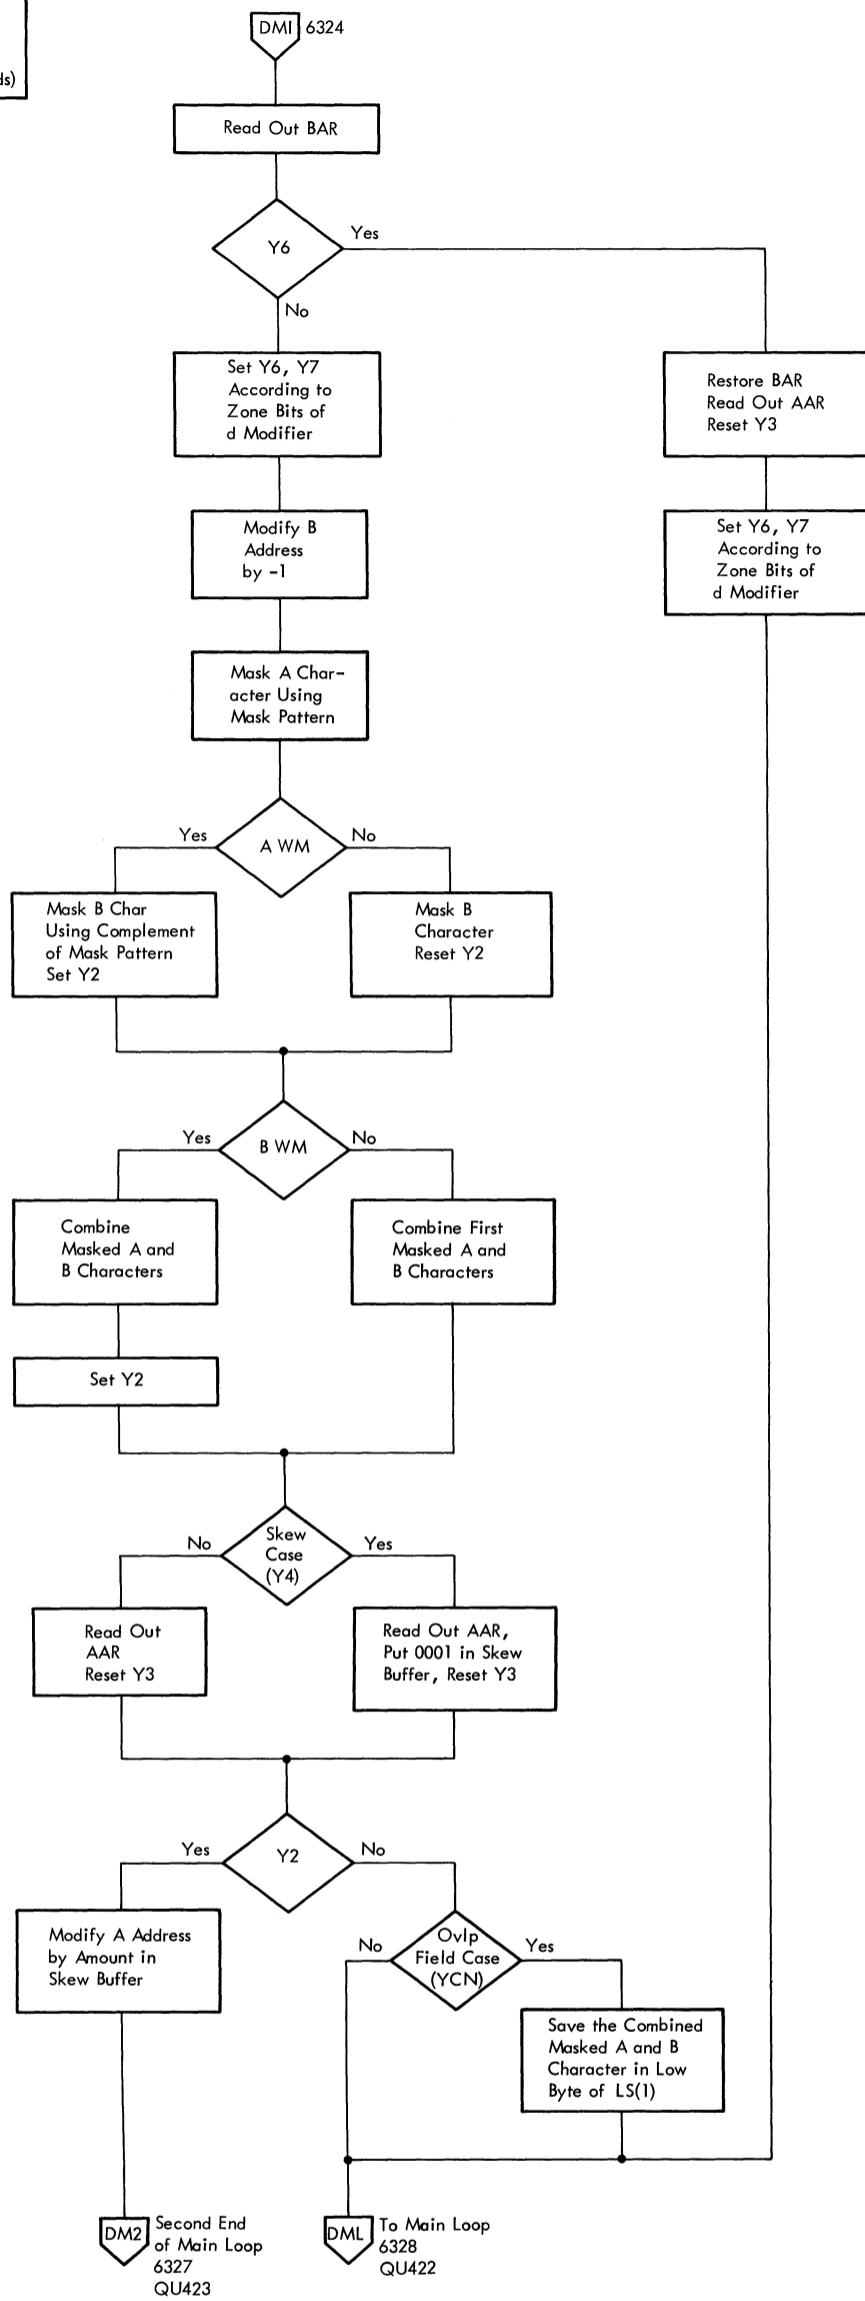 ds)
DM1 6324
Read Out BAR
Y6
Yes
No
Set Y6, Y7
According to
Zone Bits of
d Modifier
Restore BAR
Read Out AAR
Reset Y3
Set Y6, Y7
According to
Zone Bits of
d Modifier
Modify B
Address
by -1
Mask A Char-
acter Using
Mask Pattern
A WM
Yes
No
Mask B Char
Using Complement
of Mask Pattern
Set Y2
Mask B
Character
Reset Y2
B WM
Yes
No
Combine
Masked A and
B Characters
Combine First
Masked A and
B Characters
Set Y2
Skew
Case
(Y4)
No
Yes
Read Out
AAR
Reset Y3
Read Out AAR,
Put 0001 in Skew
Buffer, Reset Y3
Y2
Yes
No
Modify A Address
by Amount in
Skew Buffer
Ovlp
Field Case
(YCN)
No
Yes
Save the Combined
Masked A and B
Character in Low
Byte of LS(1)
DM2
Second End
of Main Loop
6327
QU423
DML
To Main Loop
6328
QU422